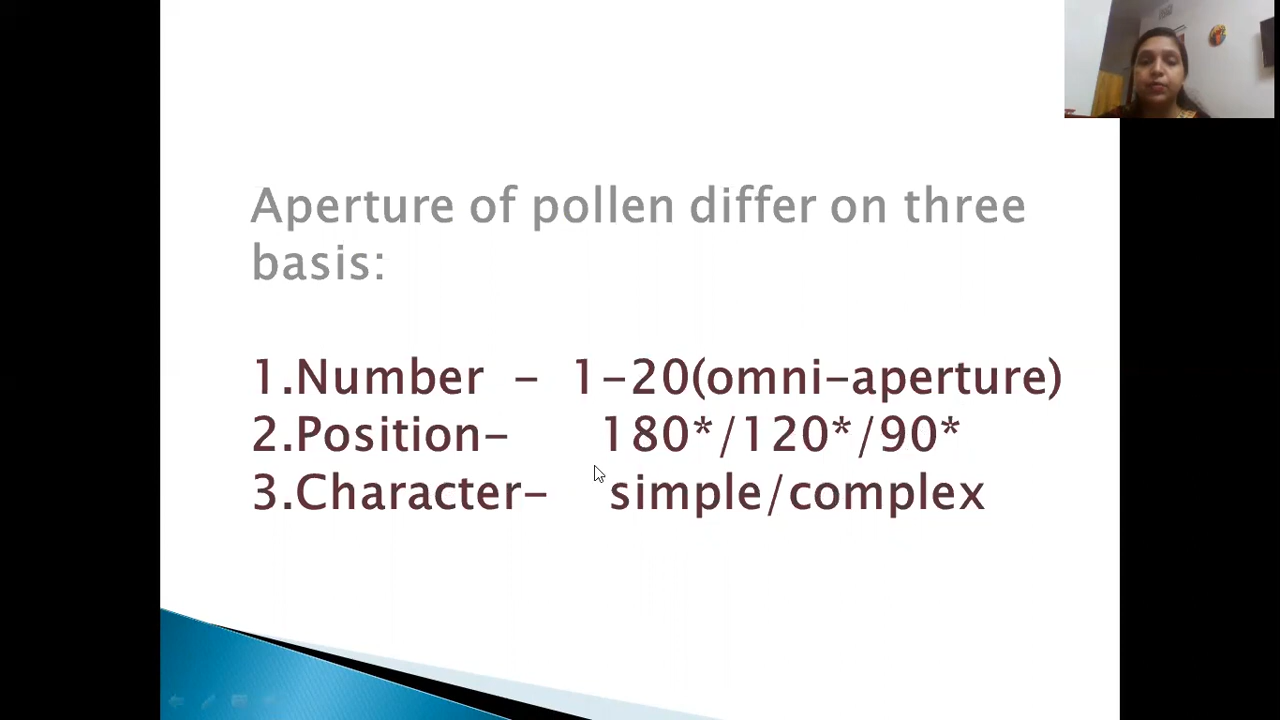 Aperture of pollen differ on three
basis:
1.Number - 1-20(omni-aperture)
2.Position- 180*/120*/90*
3.Character- simple/complex